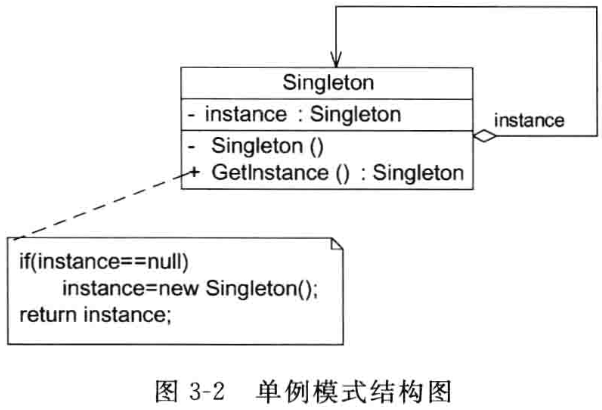 Singleton
- instance : Singleton
instance
- Singleton ()
+ GetInstance () : Singleton
if(instance==null)
instance=new Singleton();
return instance;
图 3-2 单例模式结构图